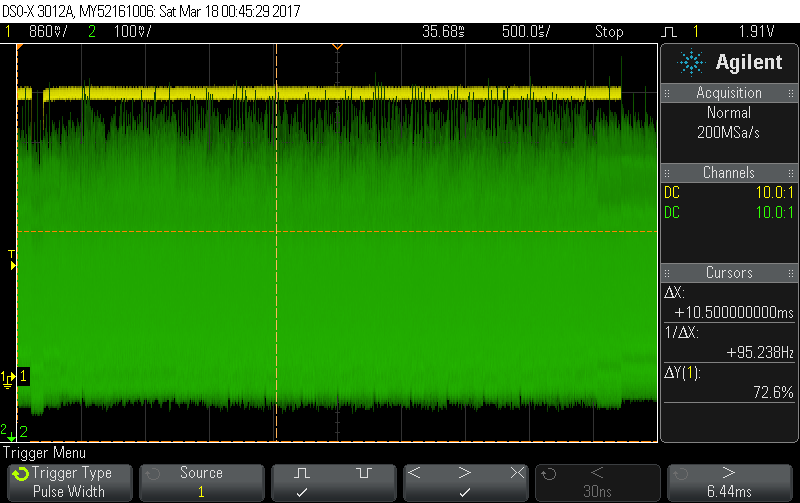 DSO-X 3012A, MY52161006: Sat Mar 18 00:45:29 2017
1 860♈/ 2 100♈/ 35.68ms 500.0s/ Stop 1 1.91V
Agilent
Acquisition
Normal
200MSa/s
Channels
DC 10.0:1
DC 10.0:1
Cursors
ΔX:
+10.500000000ms
1/ΔX:
+95.238Hz
ΔY(1):
72.6%
T
1 1
2 2
Trigger Menu
Trigger Type
Pulse Width
Source
1
< > X
<
30ns
>
6.44ms